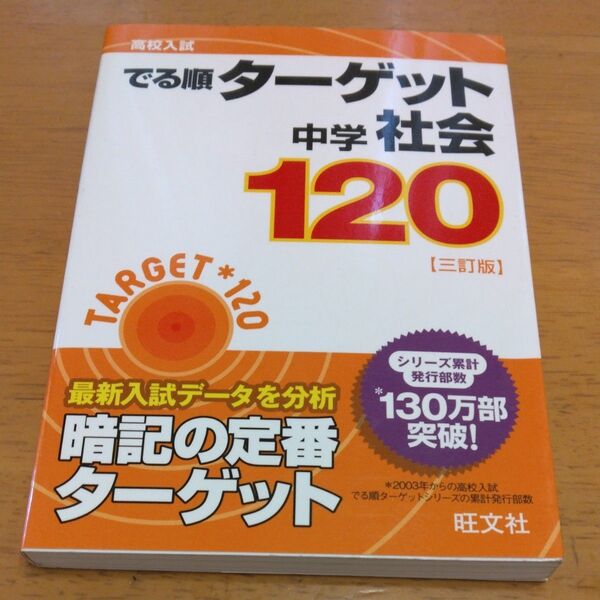 高校入試
でる順 ターゲット
中学 社会
120
【三訂版】
TARGET*120
シリーズ累計
発行部数
*130万部
突破!
最新入試データを分析
暗記の定番
ターゲット
*2003年からの高校入試
でる順ターゲットシリーズの累計発行部数
旺文社